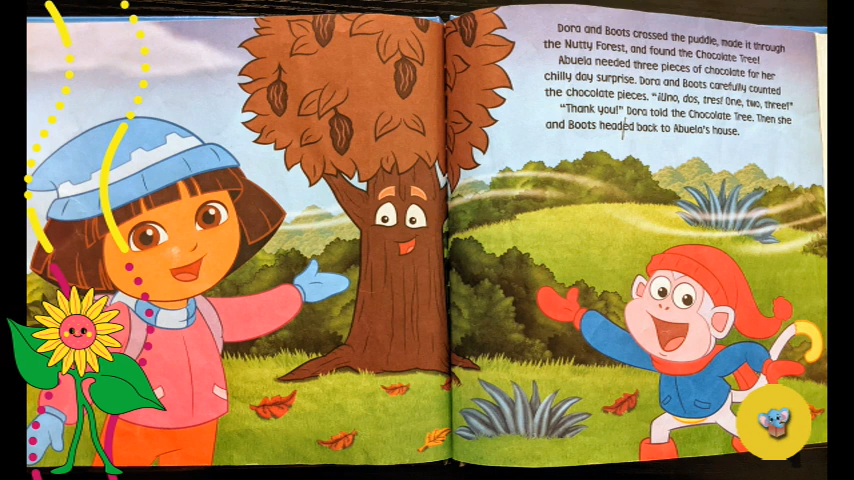 Dora and Boots crossed the puddle, made it through
the Nutty Forest, and found the Chocolate Tree!
Abuela needed three pieces of chocolate for her
chilly day surprise. Dora and Boots carefully counted
the chocolate pieces. "¡Uno, dos, tres! One, two, three!"
"Thank you!" Dora told the Chocolate Tree. Then she
and Boots headed back to Abuela's house.